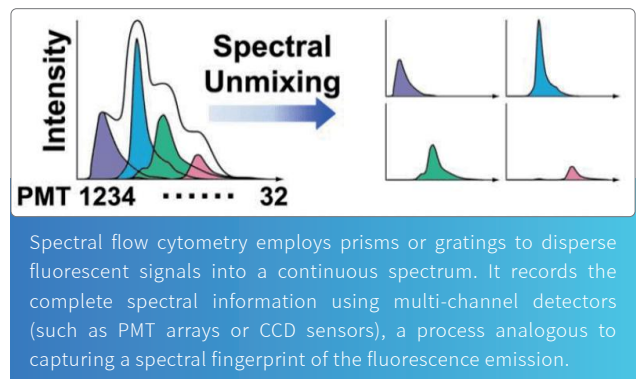 Intensity
Spectral
Unmixing
PMT 1234 ······ 32
Spectral flow cytometry employs prisms or gratings to disperse
fluorescent signals into a continuous spectrum. It records the
complete spectral information using multi-channel detectors
(such as PMT arrays or CCD sensors), a process analogous to
capturing a spectral fingerprint of the fluorescence emission.